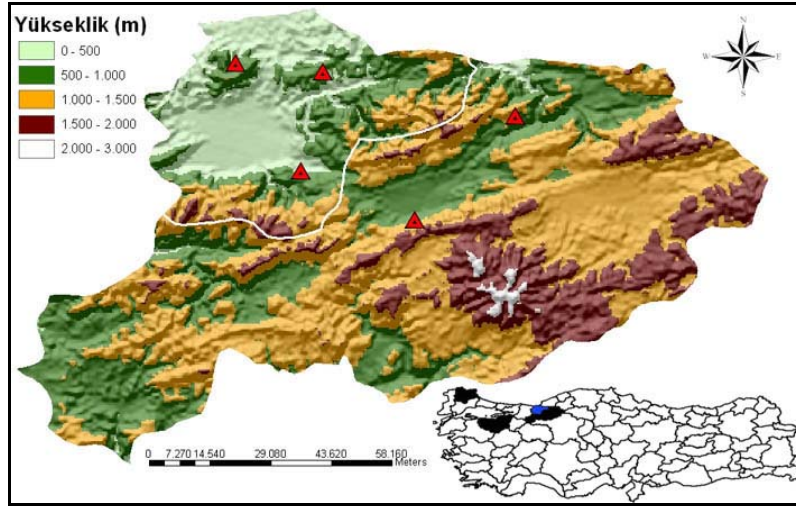 Yükseklik (m)
0 - 500
500 - 1.000
1.000 - 1.500
1.500 - 2.000
2.000 - 3.000
N
W E
S
0 7.270 14.540 29.080 43.620 58.160
Meters